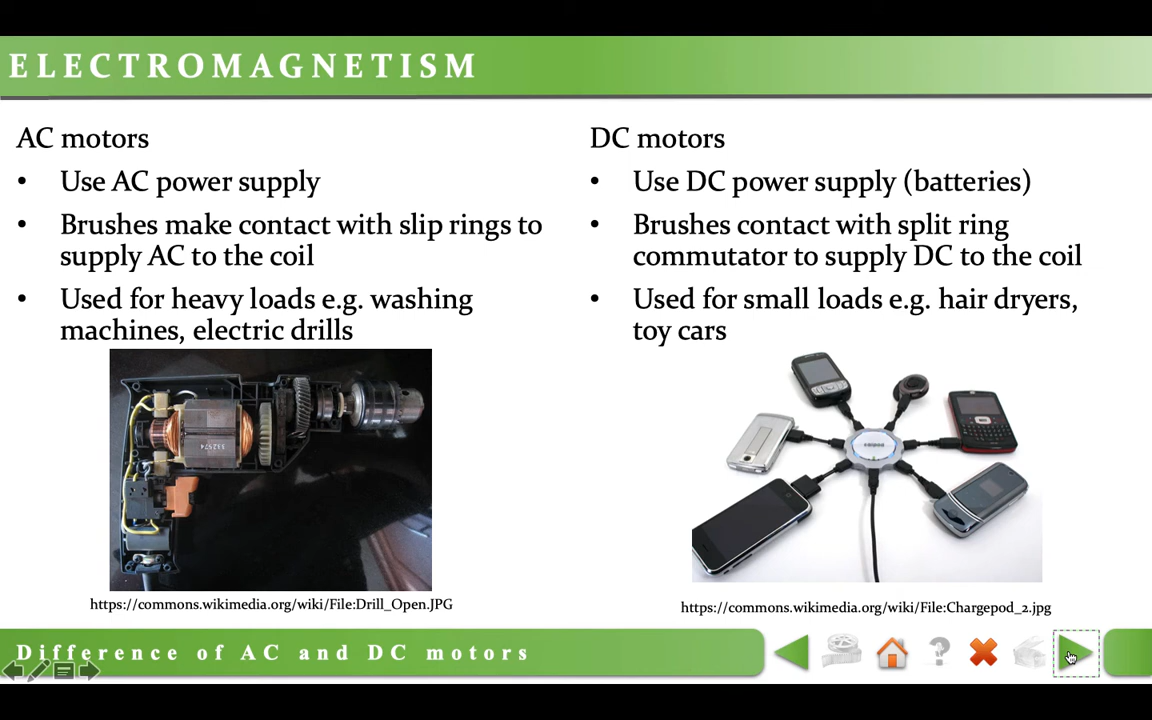 ELECTROMAGNETISM
AC motors
• Use AC power supply
• Brushes make contact with slip rings to
supply AC to the coil
• Used for heavy loads e.g. washing
machines, electric drills
https://commons.wikimedia.org/wiki/File:Drill_Open.JPG
DC motors
• Use DC power supply (batteries)
• Brushes contact with split ring
commutator to supply DC to the coil
• Used for small loads e.g. hair dryers,
toy cars
https://commons.wikimedia.org/wiki/File:Chargepod_2.jpg
Difference of AC and DC motors